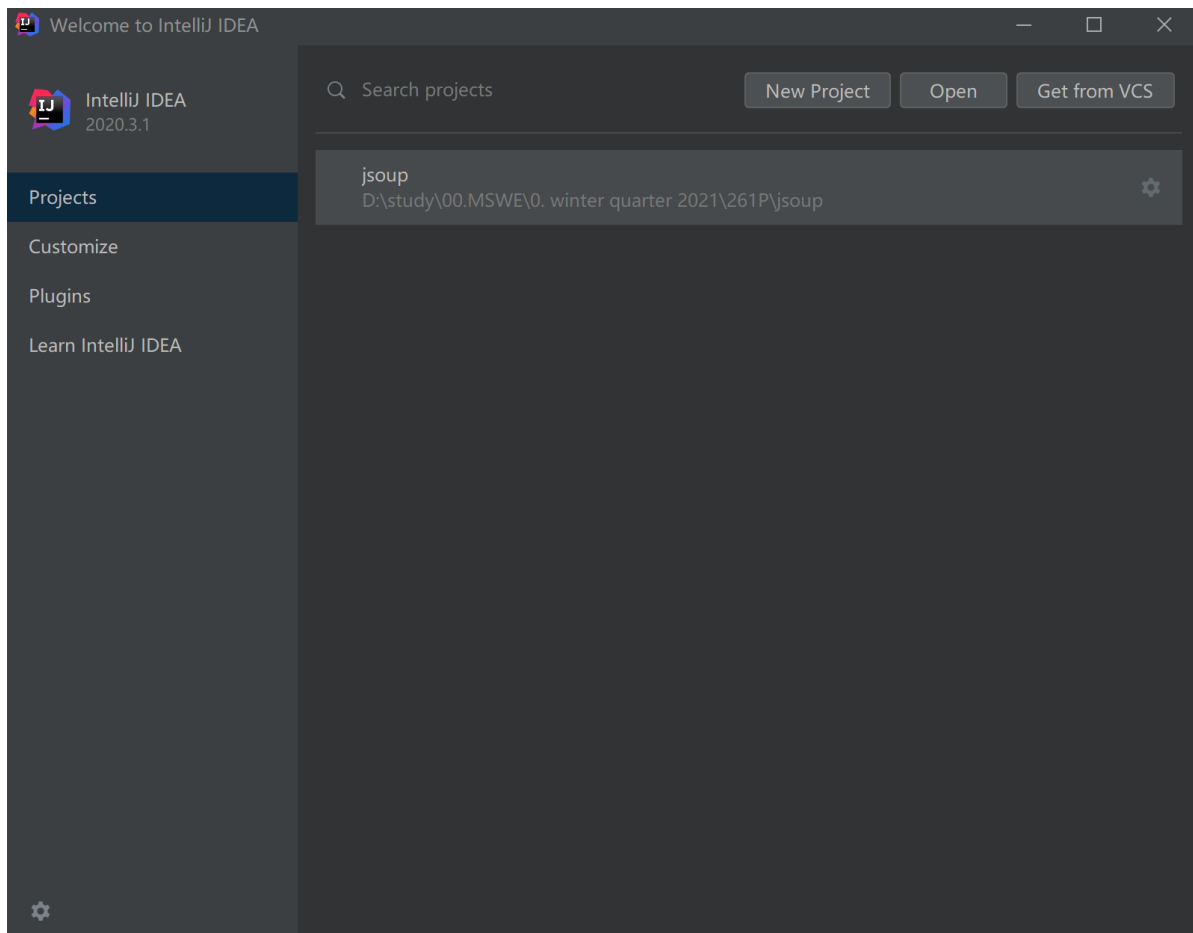 Welcome to IntelliJ IDEA
IJ
IntelliJ IDEA
2020.3.1
Projects
Customize
Plugins
Learn IntelliJ IDEA
Search projects
New Project
Open
Get from VCS
jsoup
D:\study\00.MSWE\0. winter quarter 2021\261P\jsoup